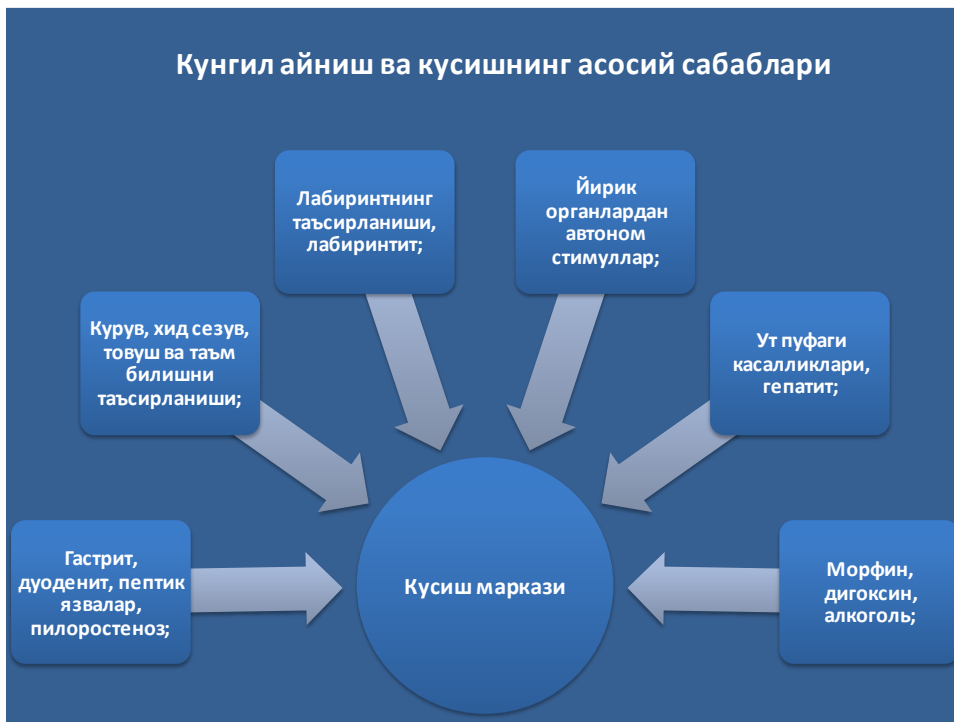 Кунгил айниш ва кусишнинг асосий сабаблари
Гастрит,
дуоденит, пептик
язвалар,
пилоростеноз;
Курув, хид сезув,
товуш ва таъм
билишни
таъсирланиши;
Лабиринтнинг
таъсирланиши,
лабиринтит;
Йирик
органлардан
автоном
стимуллар;
Ут пуфаги
касалликлари,
гепатит;
Морфин,
дигоксин,
алкоголь;
Кусиш маркази